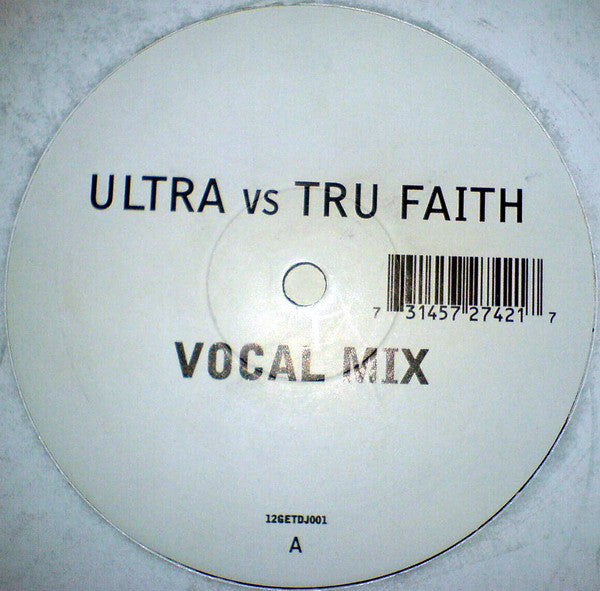 ULTRA vs TRU FAITH
7 31457 27421 7
VOCAL MIX
12GETDJ001
A